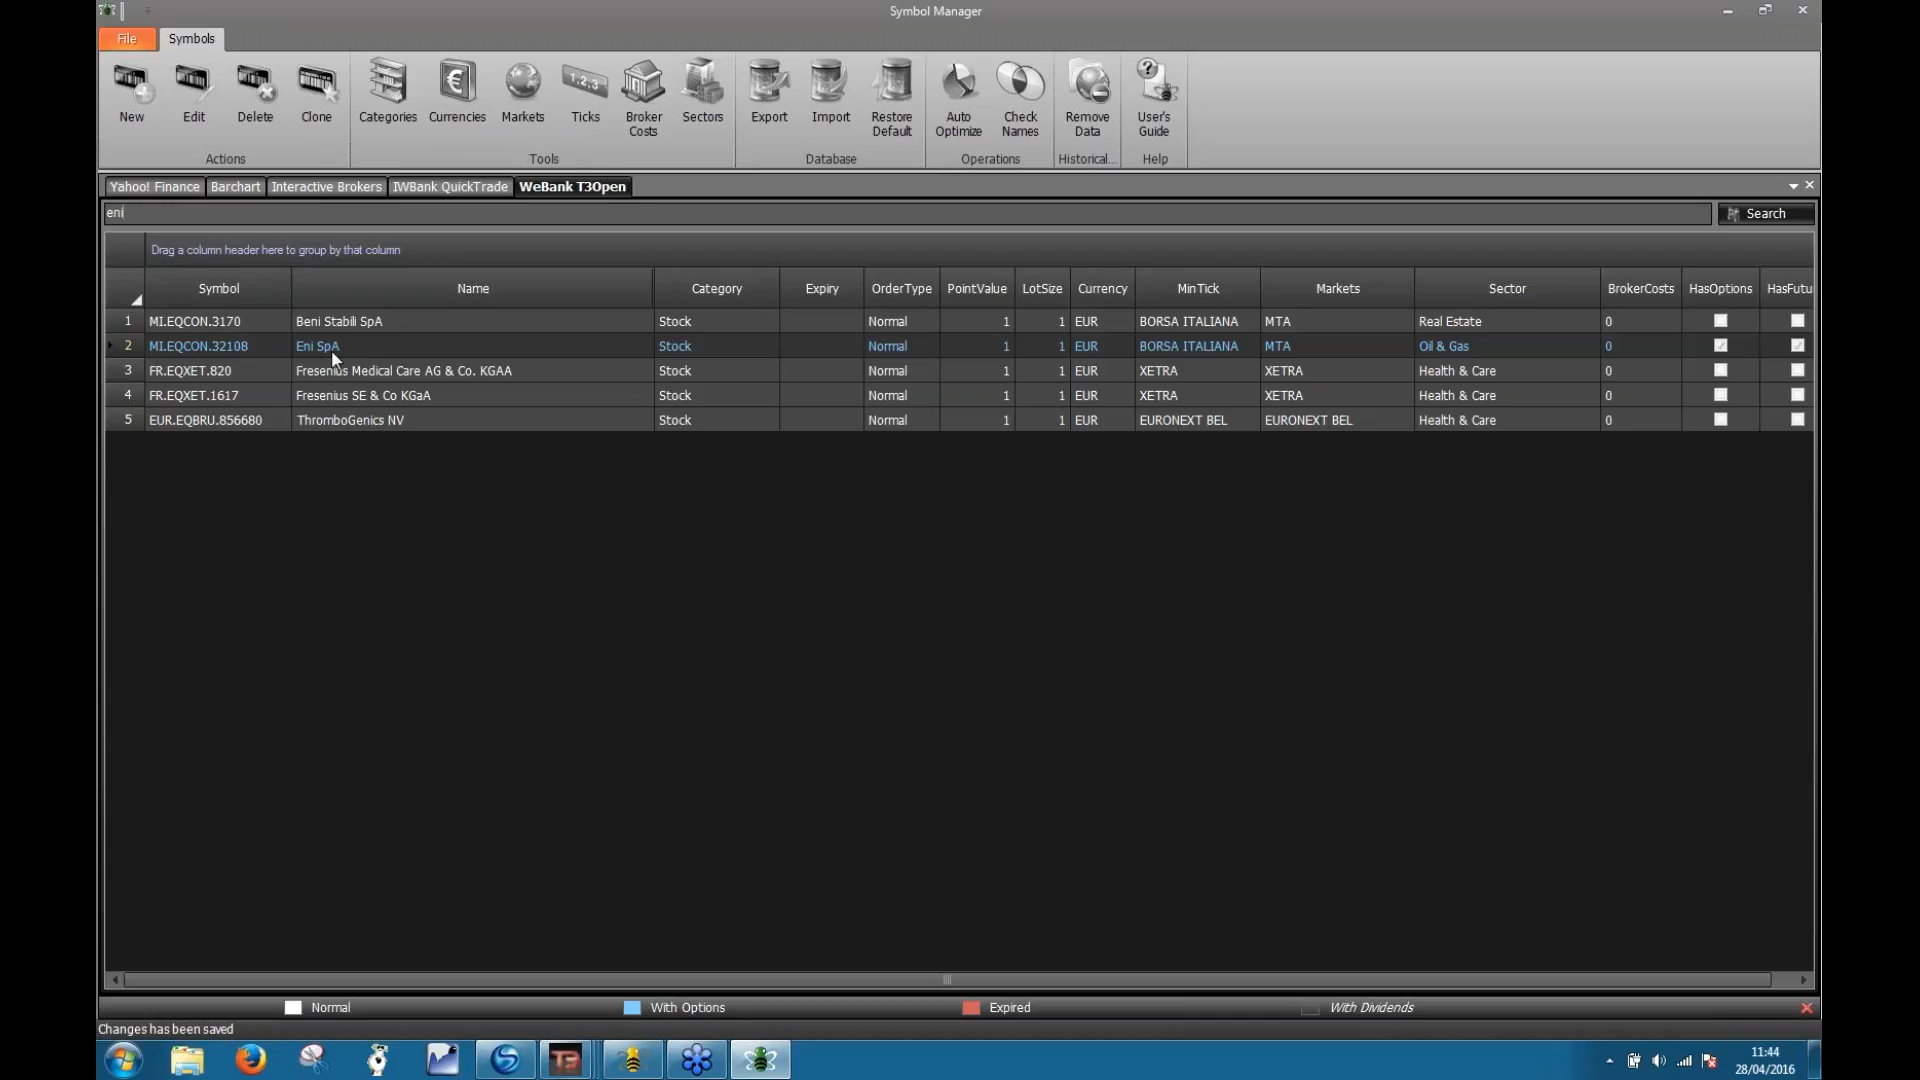 Symbol Manager
File Symbols
New Edit Delete Clone Categories Currencies Markets Ticks Broker Costs Sectors Export Import Restore Default Auto Optimize Check Names Remove Data User's Guide
Actions Tools Database Operations Historical... Help
Yahoo! Finance Barchart Interactive Brokers IWBank QuickTrade WeBank T3Open
eni Search
Drag a column header here to group by that column
Symbol Name Category Expiry OrderType PointValue LotSize Currency MinTick Markets Sector BrokerCosts HasOptions HasFutu
1 MI.EQCON.3170 Beni Stabili SpA Stock Normal 1 1 EUR BORSA ITALIANA MTA Real Estate 0
2 MI.EQCON.32108 Eni SpA Stock Normal 1 1 EUR BORSA ITALIANA MTA Oil & Gas 0
3 FR.EQXET.820 Fresenius Medical Care AG & Co. KGAA Stock Normal 1 1 EUR XETRA XETRA Health & Care 0
4 FR.EQXET.1617 Fresenius SE & Co KGaA Stock Normal 1 1 EUR XETRA XETRA Health & Care 0
5 EUR.EQBRU.856680 ThromboGenics NV Stock Normal 1 1 EUR EURONEXT BEL EURONEXT BEL Health & Care 0
Normal With Options Expired With Dividends
Changes has been saved
11:44
28/04/2016